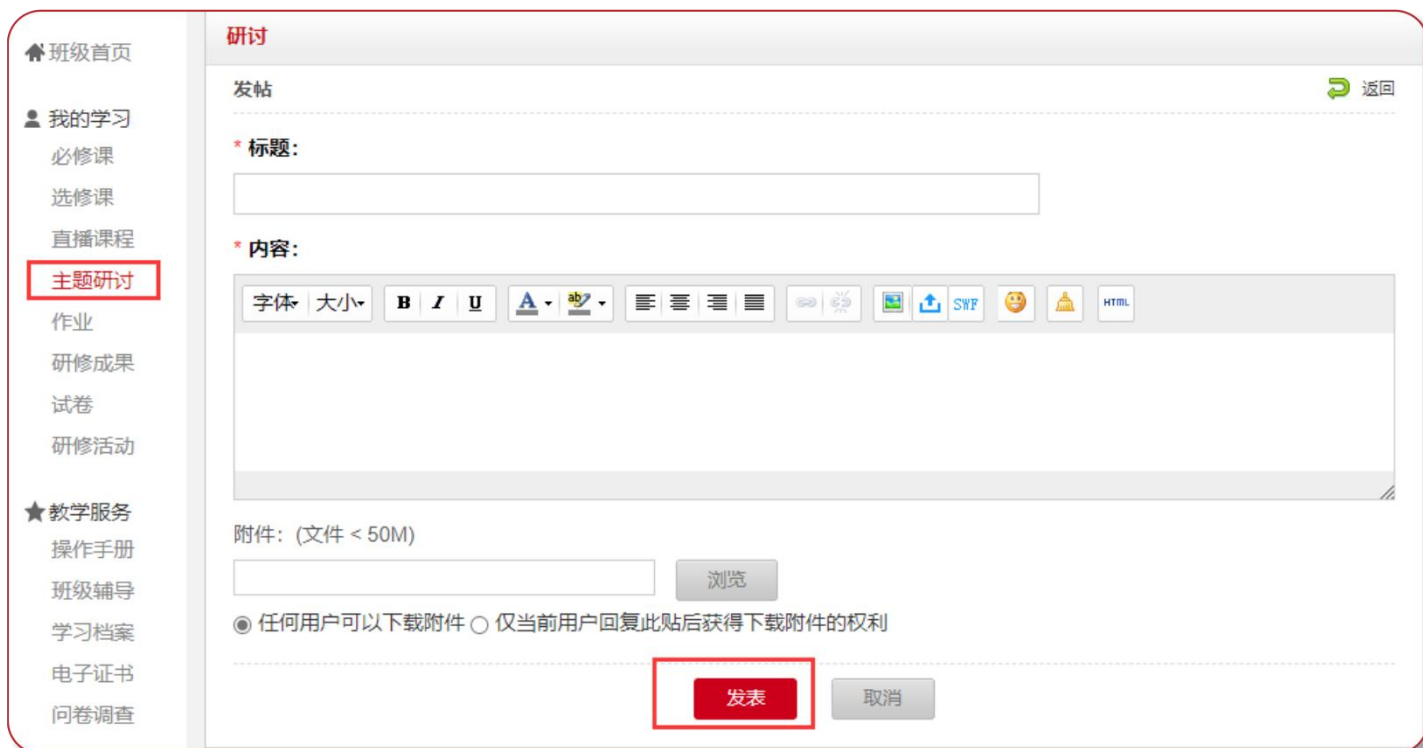 班级首页
我的学习
必修课
选修课
直播课程
主题研讨
作业
研修成果
试卷
研修活动
教学服务
操作手册
班级辅导
学习档案
电子证书
问卷调查
研讨
发帖
返回
* 标题：
* 内容：
字体 大小 B I U A ab HTML SWF
附件：(文件 < 50M)
浏览
任何用户可以下载附件 仅当前用户回复此贴后获得下载附件的权利
发表 取消